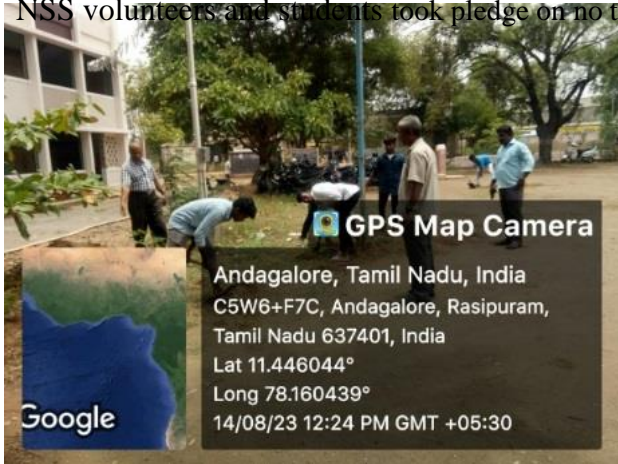 NSS volunteers and students took pledge on no
GPS Map Camera
Andagalore, Tamil Nadu, India
C5W6+F7C, Andagalore, Rasipuram,
Tamil Nadu 637401, India
Lat 11.446044°
Long 78.160439°
14/08/23 12:24 PM GMT +05:30
Google